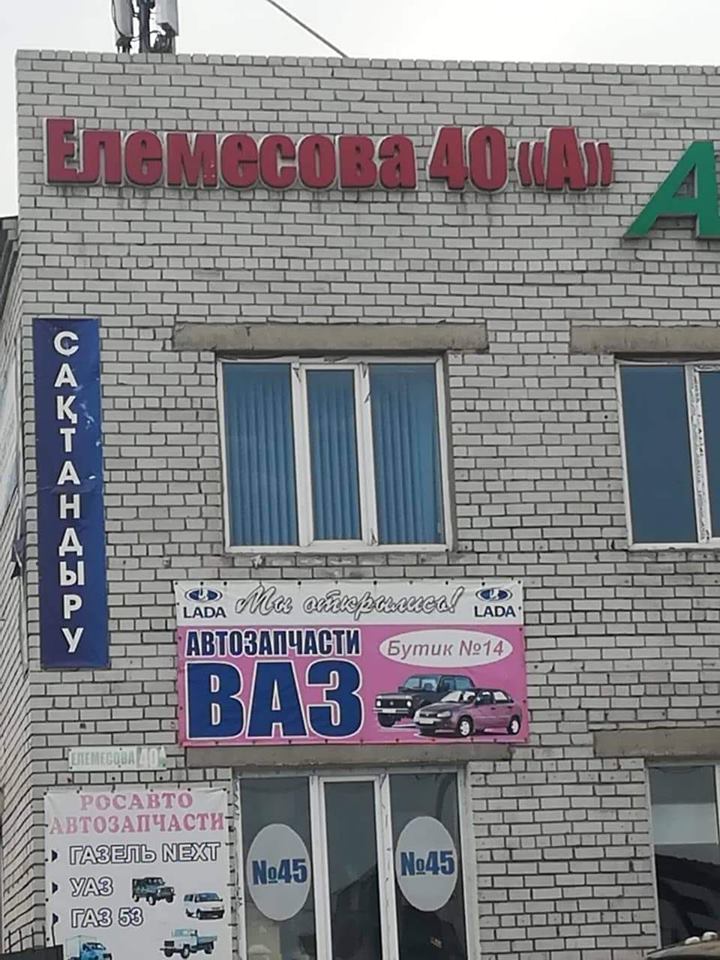 Елемесова 40 «А»
А
САҚТАНДЫРУ
LADA Мы открылись! LADA
АВТОЗАПЧАСТИ
Бутик №14
ВАЗ
ЕЛЕМЕСОВА 40
РОСАВТО
АВТОЗАПЧАСТИ
ГАЗЕЛЬ NEXT
УАЗ
ГАЗ 53
№45
№45